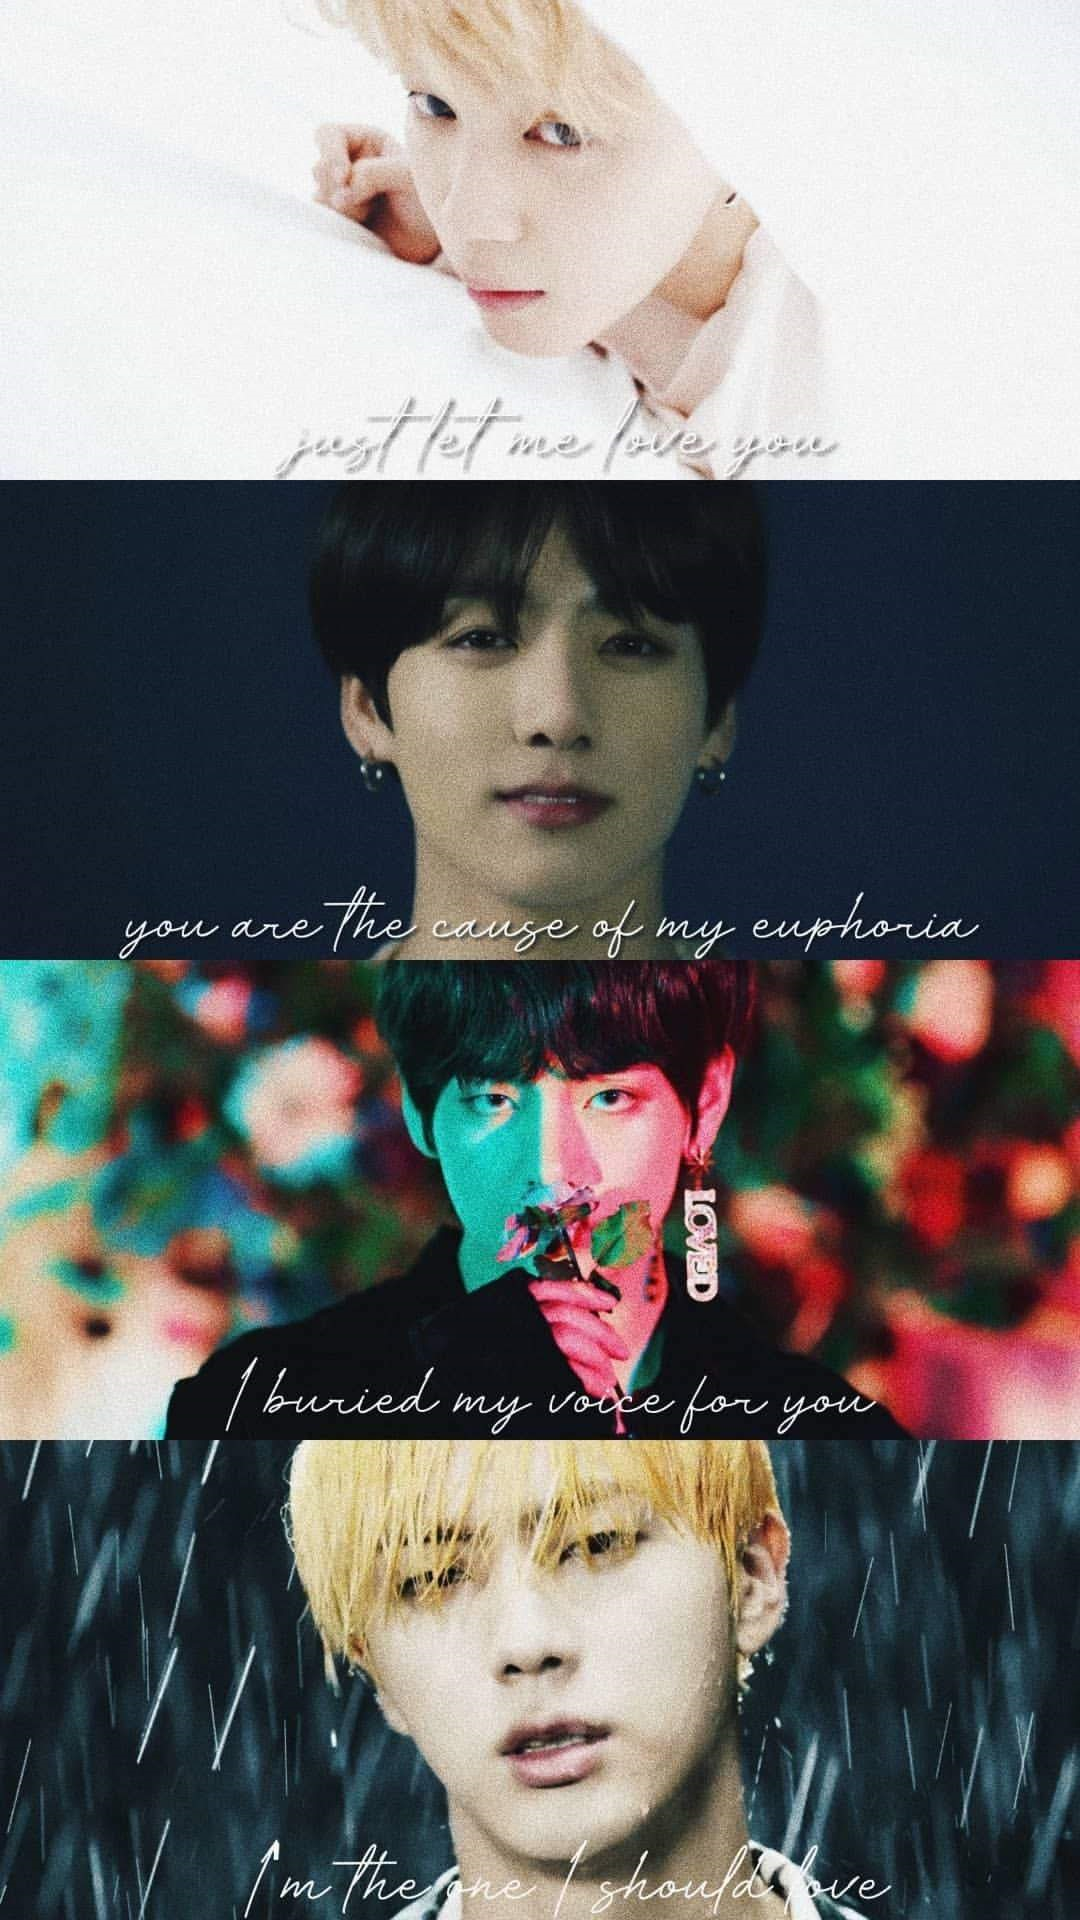 just let me love you
you are the cause of my euphoria
LOVED
I buried my voice for you
I'm the one I should love